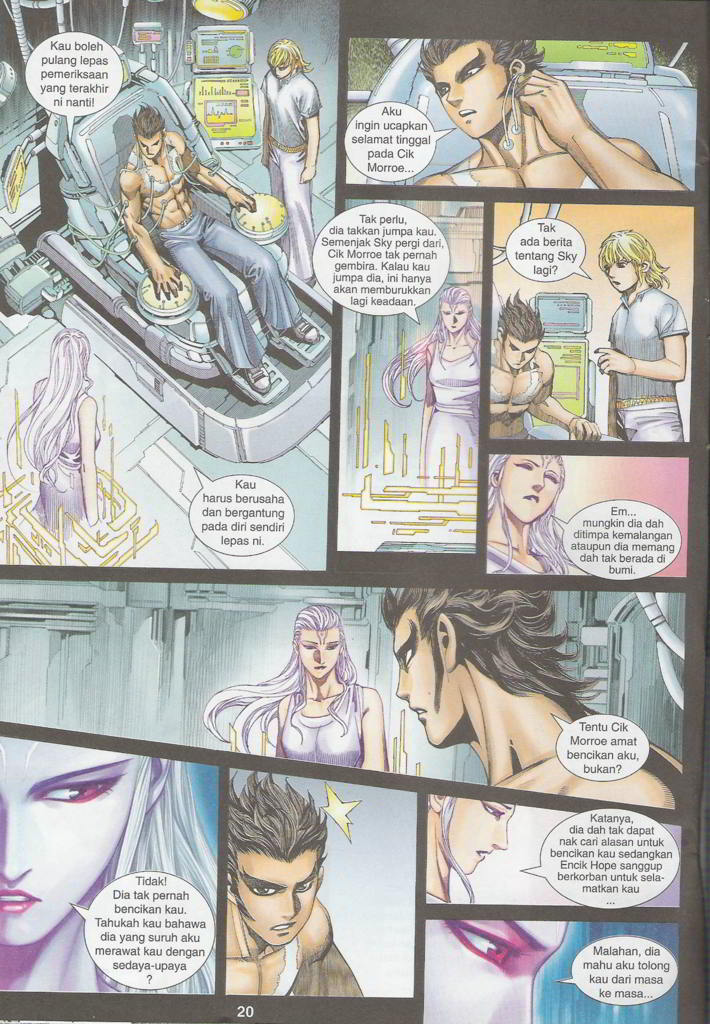 Kau boleh
pulang lepas
pemeriksaan
yang terakhir
ni nanti!
Kau
harus berusaha
dan bergantung
pada diri sendiri
lepas ni.
Aku
ingin ucapkan
selamat tinggal
pada Cik
Morroe...
Tak perlu,
dia takkan jumpa kau.
Semenjak Sky pergi dari,
Cik Morroe tak pernah
gembira. Kalau kau
jumpa dia, ini hanya
akan memburukkan
lagi keadaan.
Tak
ada berita
tentang Sky
lagi?
Em...
mungkin dia dah
ditimpa kemalangan
ataupun dia memang
dah tak berada di
bumi.
Tentu Cik
Morroe amat
bencikan aku,
bukan?
Tidak!
Dia tak pernah
bencikan kau.
Tahukah kau bahawa
dia yang suruh aku
merawat kau dengan
sedaya-upaya
?
Katanya,
dia dah tak dapat
nak cari alasan untuk
bencikan kau sedangkan
Encik Hope sanggup
berkorban untuk sela-
matkan kau
...
Malahan, dia
mahu aku tolong
kau dari masa
ke masa...
20